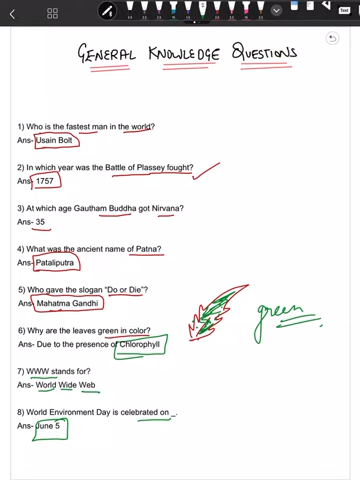 General Knowledge Questions
1) Who is the fastest man in the world?
Ans- Usain Bolt
2) In which year was the Battle of Plassey fought?
Ans- 1757
3) At which age Gautham Buddha got Nirvana?
Ans- 35
4) What was the ancient name of Patna?
Ans- Pataliputra
5) Who gave the slogan "Do or Die"?
Ans- Mahatma Gandhi
6) Why are the leaves green in color?
Ans- Due to the presence of Chlorophyll
green
7) WWW stands for?
Ans- World Wide Web
8) World Environment Day is celebrated on _.
Ans- June 5